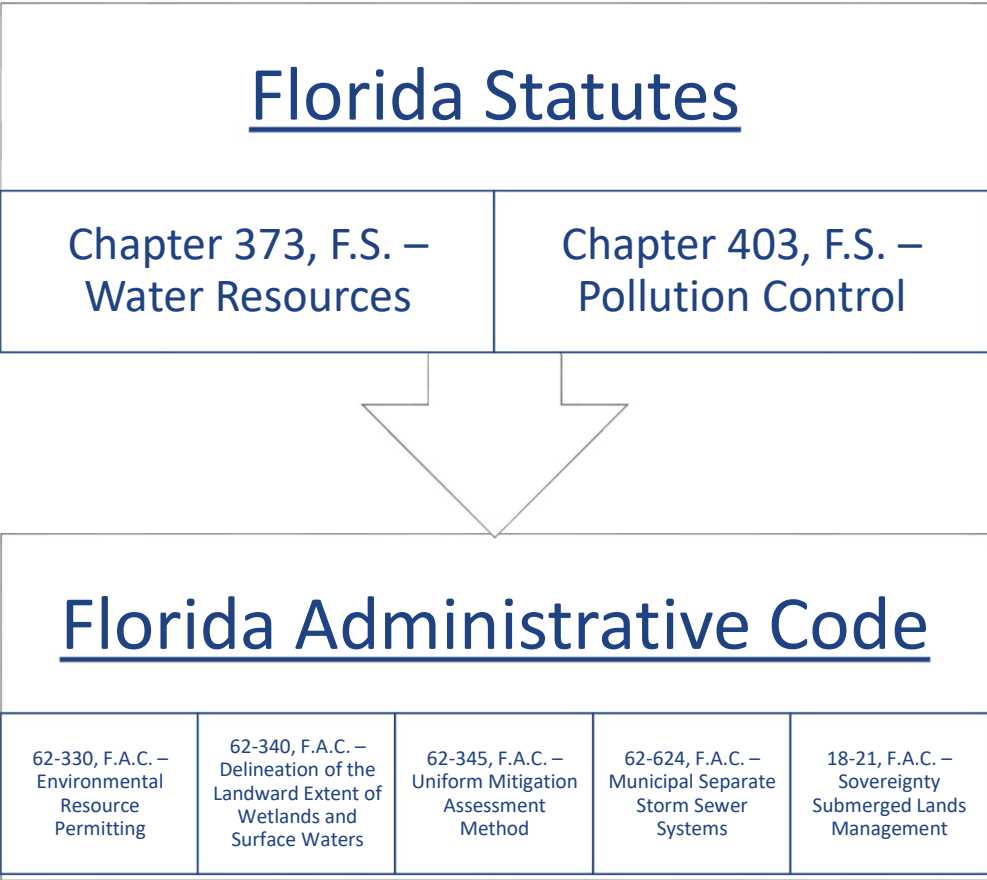 Florida Statutes
Chapter 373, F.S. –
Water Resources
Chapter 403, F.S. –
Pollution Control
Florida Administrative Code
62-330, F.A.C. –
Environmental
Resource
Permitting
62-340, F.A.C. –
Delineation of the
Landward Extent of
Wetlands and
Surface Waters
62-345, F.A.C. –
Uniform Mitigation
Assessment
Method
62-624, F.A.C. –
Municipal Separate
Storm Sewer
Systems
18-21, F.A.C. –
Sovereignty
Submerged Lands
Management